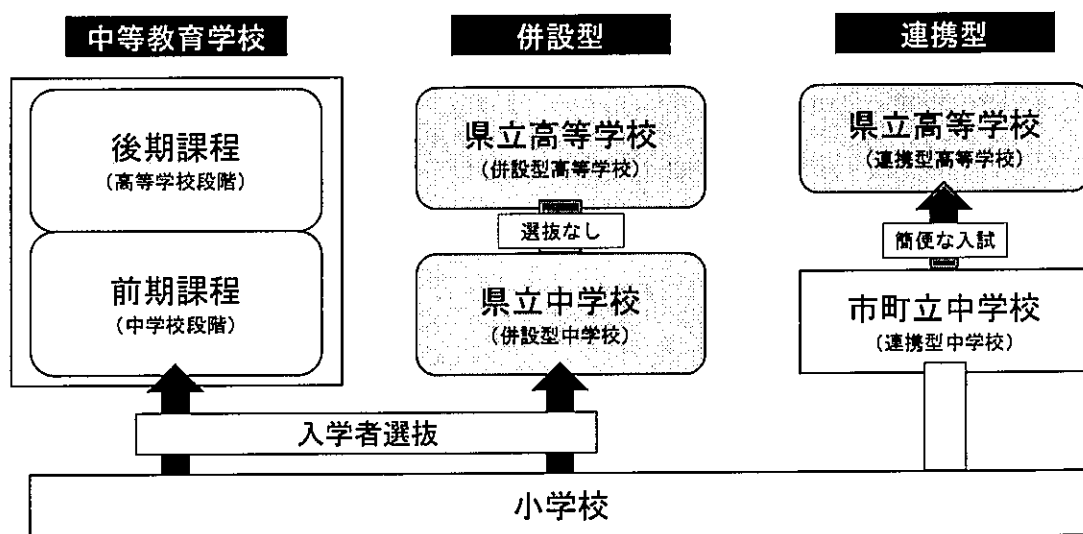 中等教育学校
併設型
連携型
後期課程
(高等学校段階)
前期課程
(中学校段階)
県立高等学校
(併設型高等学校)
選抜なし
県立中学校
(併設型中学校)
県立高等学校
(連携型高等学校)
簡便な入試
市町立中学校
(連携型中学校)
入学者選抜
小学校